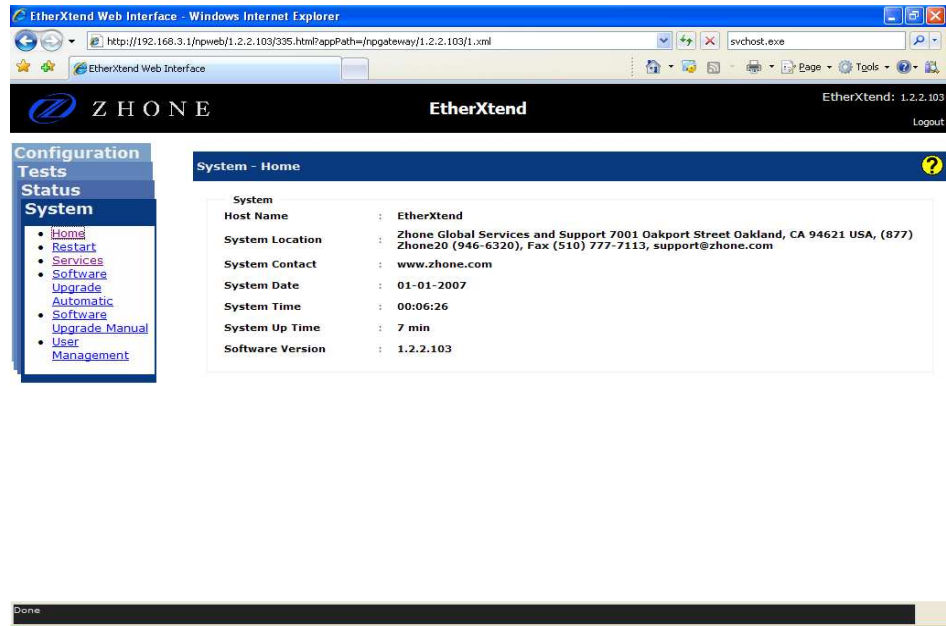 EtherXtend Web Interface - Windows Internet Explorer
http://192.168.3.1/npweb/1.2.2.103/335.html?appPath=/npgateway/1.2.2.103/1.xml
svchost.exe
EtherXtend Web Interface
Page
Tools
ZHONE
EtherXtend
EtherXtend: 1.2.2.103
Logout
Configuration
Tests
Status
System
Home
Restart
Services
Software
Upgrade
Automatic
Software
Upgrade Manual
User
Management
System - Home
?
System
Host Name : EtherXtend
System Location : Zhone Global Services and Support 7001 Oakport Street Oakland, CA 94621 USA, (877)
Zhone20 (946-6320), Fax (510) 777-7113, support@zhone.com
System Contact : www.zhone.com
System Date : 01-01-2007
System Time : 00:06:26
System Up Time : 7 min
Software Version : 1.2.2.103
Done